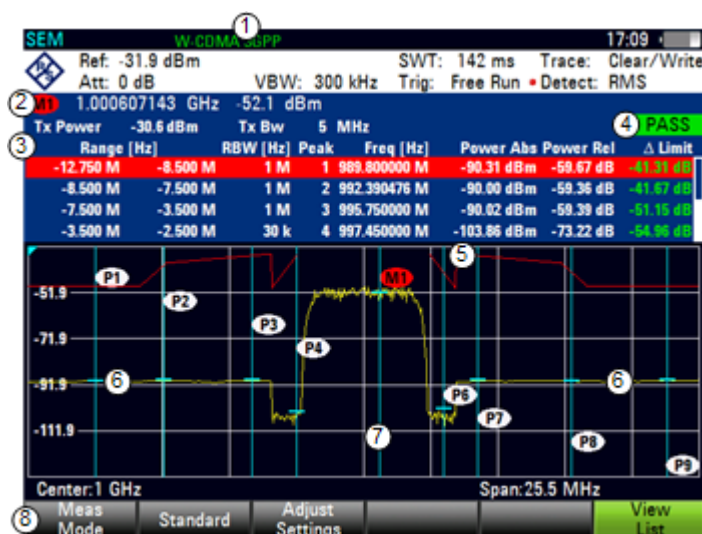 1
SEM W-CDMA 3GPP 17:09
Ref: -31.9 dBm SWT: 142 ms Trace: Clear/Write
Att: 0 dB VBW: 300 kHz Trig: Free Run Detect: RMS
2 M1 1.000607143 GHz -52.1 dBm
Tx Power -30.6 dBm Tx Bw 5 MHz 4 PASS
3 Range [Hz] RBW [Hz] Peak Freq [Hz] Power Abs Power Rel Δ Limit
-12.750 M -8.500 M 1 M 1 989.800000 M -90.31 dBm -59.67 dB -41.31 dB
-8.500 M -7.500 M 1 M 2 992.390476 M -90.00 dBm -59.36 dB -41.67 dB
-7.500 M -3.500 M 1 M 3 995.750000 M -90.02 dBm -59.39 dB -51.15 dB
-3.500 M -2.500 M 30 k 4 997.450000 M -103.86 dBm -73.22 dB -54.96 dB
5
P1 M1
-51.9 P2
P3
-71.9 P4
-91.9 6 6
P6
P7
-111.9 7 P8
P9
Center:1 GHz Span:25.5 MHz
8 Meas Mode Standard Adjust Settings View List